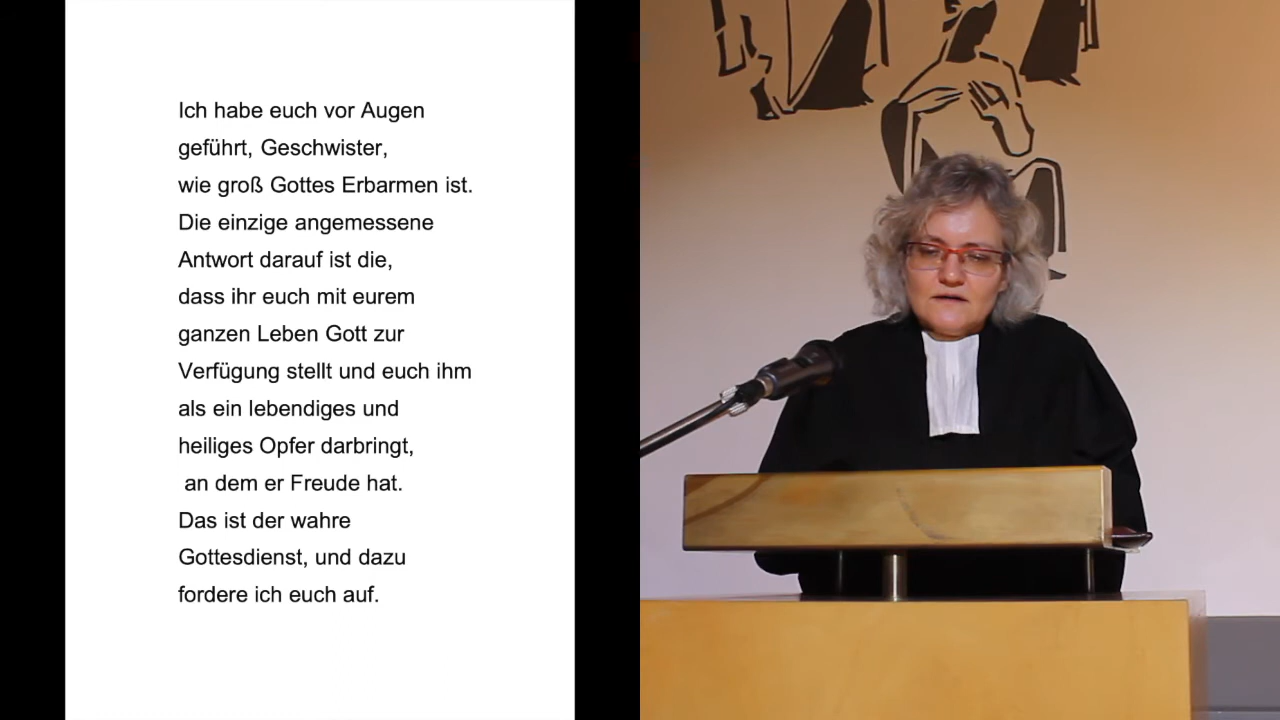 Ich habe euch vor Augen
geführt, Geschwister,
wie groß Gottes Erbarmen ist.
Die einzige angemessene
Antwort darauf ist die,
dass ihr euch mit eurem
ganzen Leben Gott zur
Verfügung stellt und euch ihm
als ein lebendiges und
heiliges Opfer darbringt,
an dem er Freude hat.
Das ist der wahre
Gottesdienst, und dazu
fordere ich euch auf.